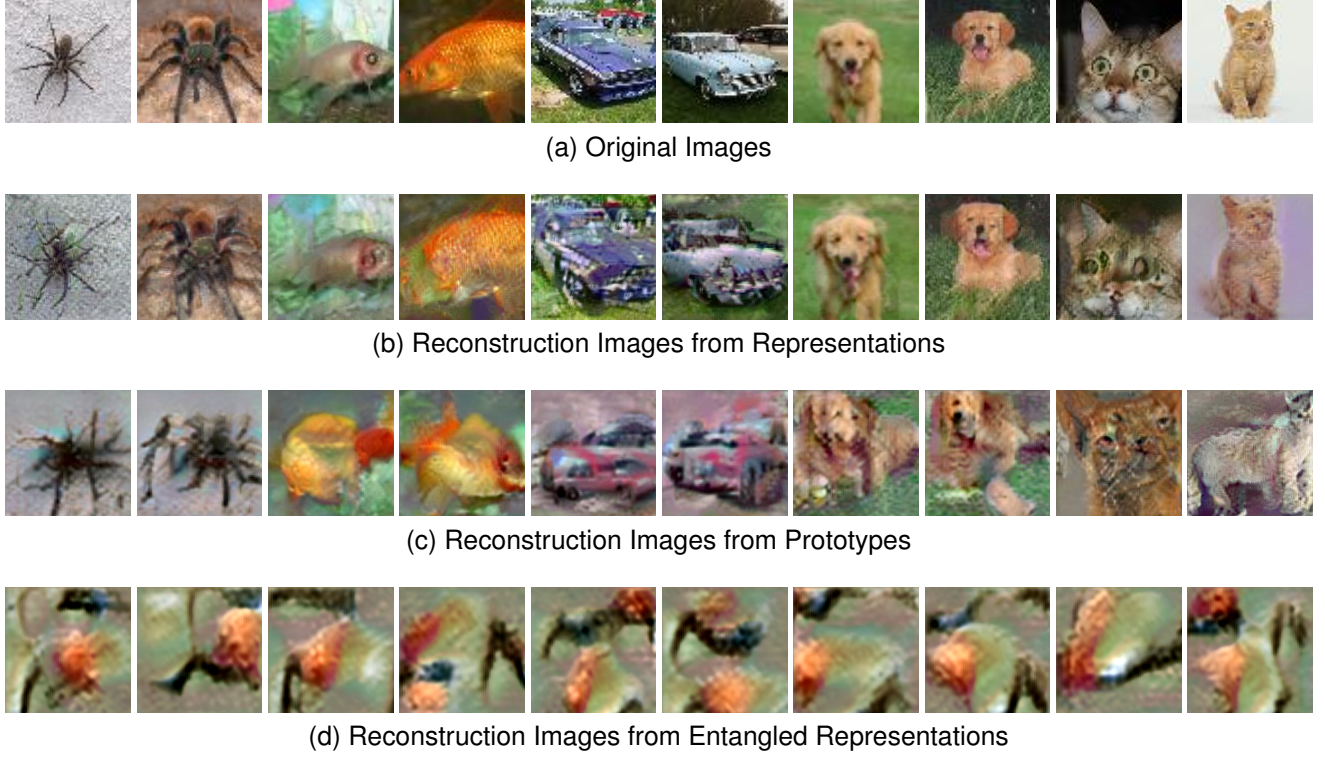 (a) Original Images
(b) Reconstruction Images from Representations
(c) Reconstruction Images from Prototypes
(d) Reconstruction Images from Entangled Representations